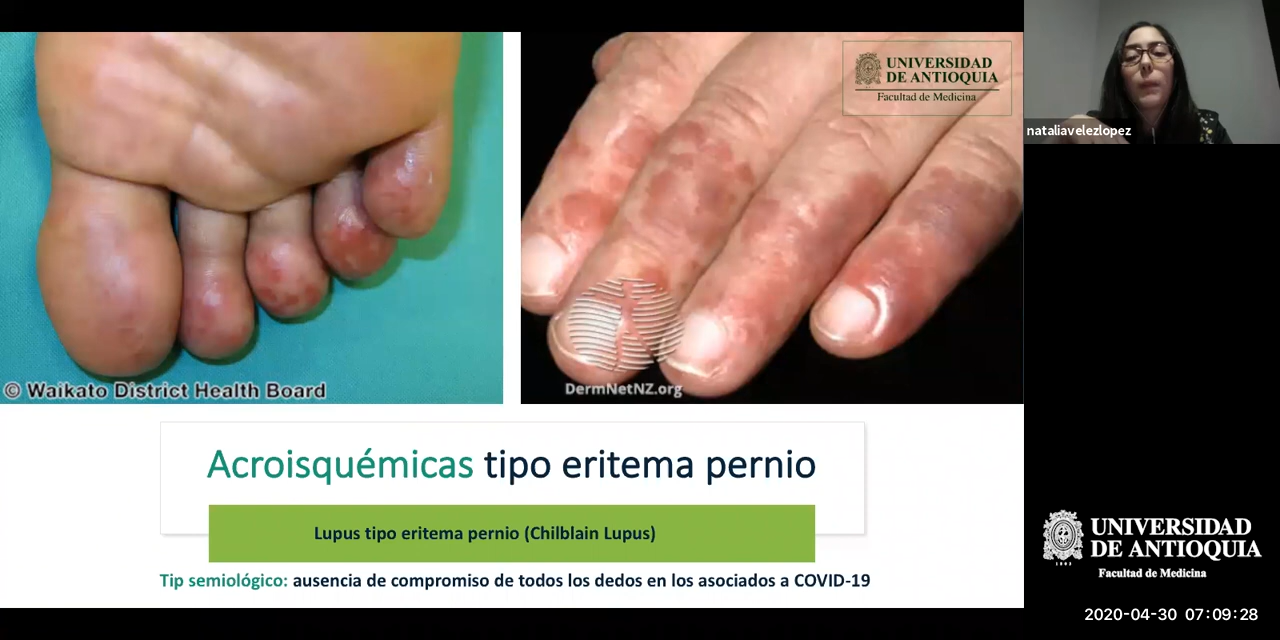 UNIVERSIDAD
DE ANTIOQUIA
Facultad de Medicina
nataliavelezlopez
© Waikato District Health Board
DermNetNZ.org
Acroisquémicas tipo eritema pernio
Lupus tipo eritema pernio (Chilblain Lupus)
Tip semiológico: ausencia de compromiso de todos los dedos en los asociados a COVID-19
UNIVERSIDAD
DE ANTIOQUIA
1803
Facultad de Medicina
2020-04-30 07:09:28